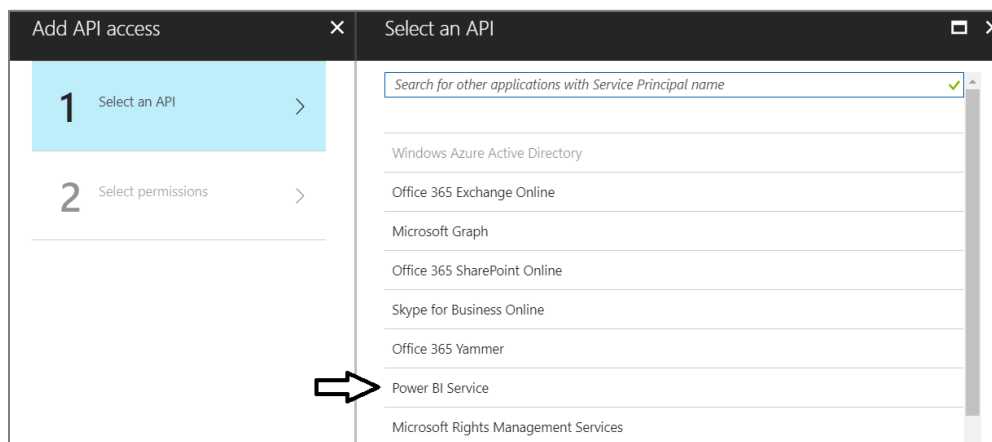 Add API access
Select an API
1 Select an API
2 Select permissions
Search for other applications with Service Principal name
Windows Azure Active Directory
Office 365 Exchange Online
Microsoft Graph
Office 365 SharePoint Online
Skype for Business Online
Office 365 Yammer
Power BI Service
Microsoft Rights Management Services